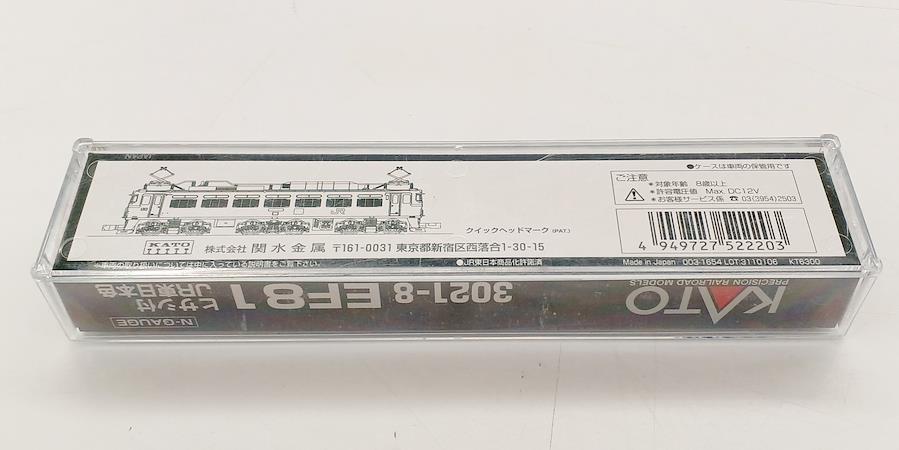 JAPAN
●ケースは車両の保管用です
ご注意
*対象年齢 8歳以上
*許容電圧値 Max. DC12V
*お客様サービス係 ☎03(3954)2503
クイックヘッドマーク(PAT.)
KATO
株式会社 関水金属 〒161-0031 東京都新宿区西落合1-30-15
4 949727 522203
●JR東日本商品化許諾済
Made in Japan 003-1654 LOT:3110106 KT6300
KATO
PRECISION RAILROAD MODELS
3021-8 EF81
ヒサシ付
JR東日本色
N-GAUGE